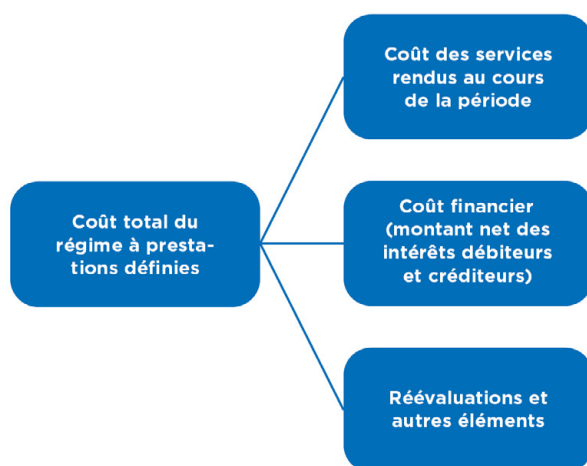 Coût total du
régime à presta-
tions définies
Coût des services
rendus au cours
de la période
Coût financier
(montant net des
intérêts débiteurs
et créditeurs)
Réévaluations et
autres éléments